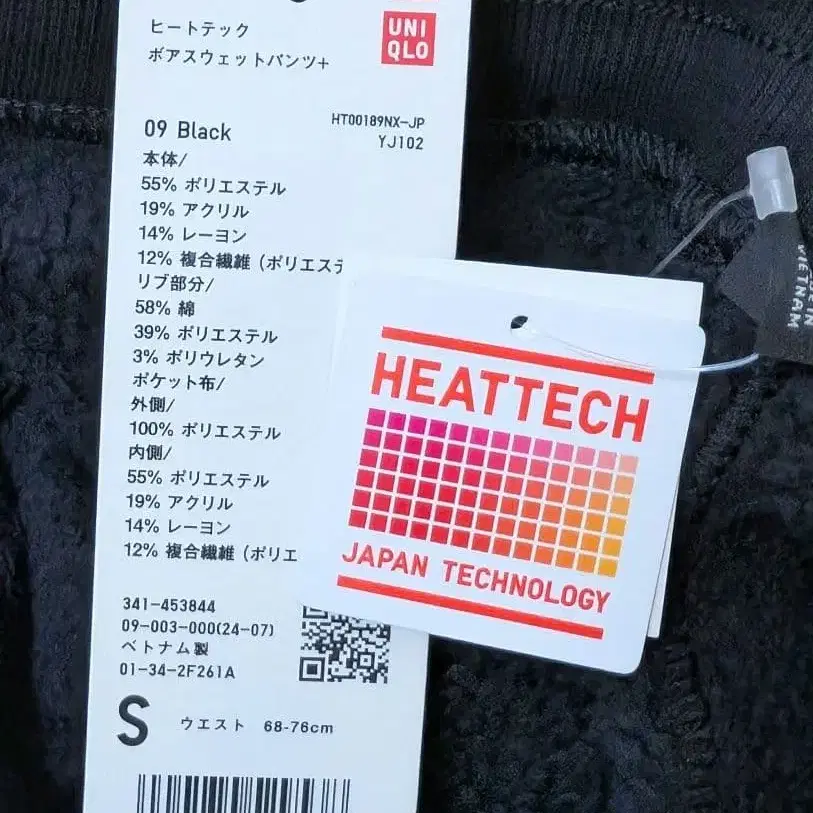 ヒートテック
ボアスウェットパンツ+
UNI
QLO
09 Black
HT00189NX-JP
YJ102
本体/
55% ポリエステル
19% アクリル
14% レーヨン
12% 複合繊維 (ポリエステ
リブ部分/
58% 綿
39% ポリエステル
3% ポリウレタン
ポケット布/
外側/
100% ポリエステル
内側/
55% ポリエステル
19% アクリル
14% レーヨン
12% 複合繊維 (ポリエ
341-453844
09-003-000(24-07)
ベトナム製
01-34-2F261A
S ウエスト 68-76cm
HEATTECH
JAPAN TECHNOLOGY
VIETNAM